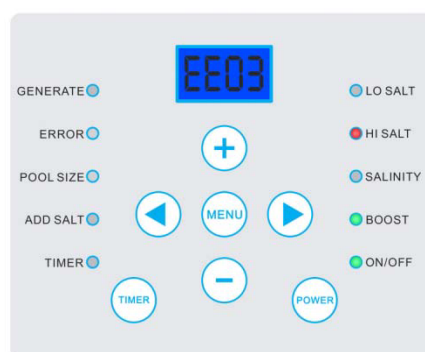 EE03
GENERATE
LO SALT
ERROR
HI SALT
POOL SIZE
SALINITY
ADD SALT
MENU
BOOST
TIMER
ON/OFF
TIMER
POWER